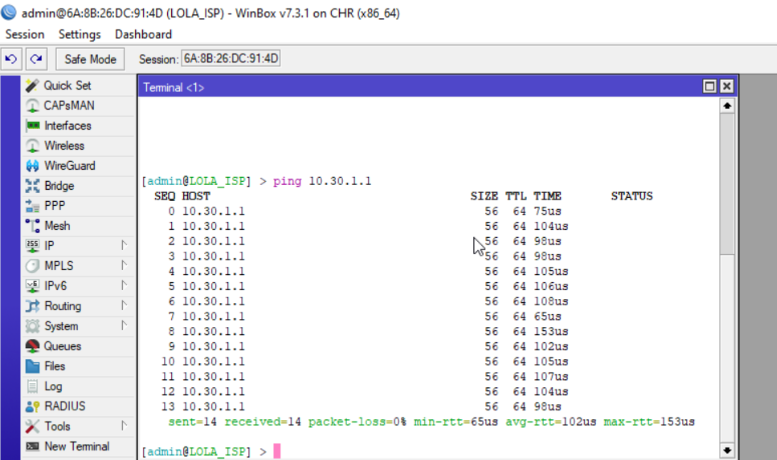 admin@6A:8B:26:DC:91:4D (LOLA_ISP) - WinBox v7.3.1 on CHR (x86_64)
Session Settings Dashboard
Safe Mode Session: 6A:8B:26:DC:91:4D
Quick Set
CAPsMAN
Interfaces
Wireless
WireGuard
Bridge
PPP
Mesh
IP
MPLS
IPv6
Routing
System
Queues
Files
Log
RADIUS
Tools
New Terminal
Terminal <1>
[admin@LOLA_ISP] > ping 10.30.1.1
SEQ HOST SIZE TTL TIME STATUS
0 10.30.1.1 56 64 75us
1 10.30.1.1 56 64 104us
2 10.30.1.1 56 64 98us
3 10.30.1.1 56 64 98us
4 10.30.1.1 56 64 105us
5 10.30.1.1 56 64 106us
6 10.30.1.1 56 64 108us
7 10.30.1.1 56 64 65us
8 10.30.1.1 56 64 153us
9 10.30.1.1 56 64 102us
10 10.30.1.1 56 64 105us
11 10.30.1.1 56 64 107us
12 10.30.1.1 56 64 104us
13 10.30.1.1 56 64 98us
sent=14 received=14 packet-loss=0% min-rtt=65us avg-rtt=102us max-rtt=153us
[admin@LOLA_ISP] >